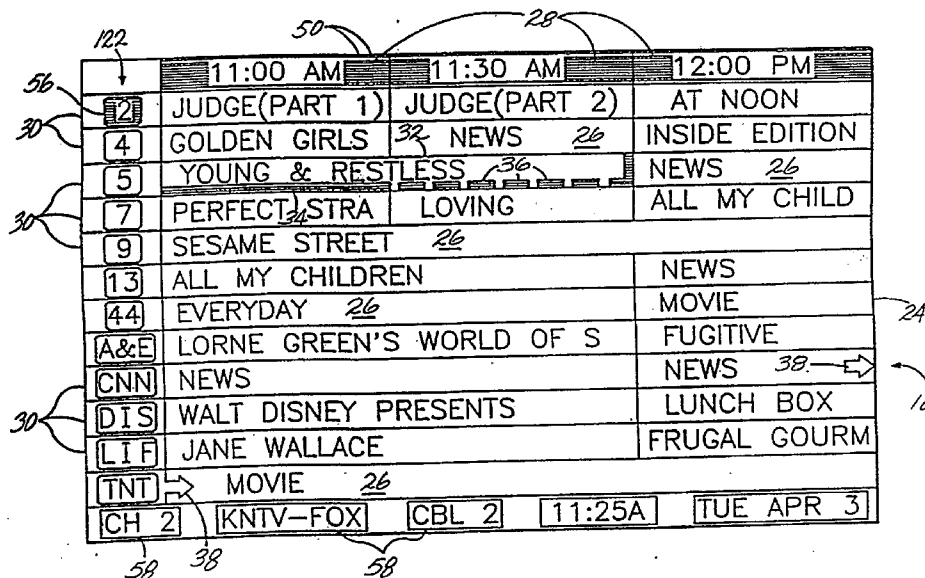 50 28
122
11:00 AM 11:30 AM 12:00 PM
56
2 JUDGE(PART 1) JUDGE(PART 2) AT NOON
30
4 GOLDEN GIRLS 32 NEWS 26 INSIDE EDITION
5 YOUNG & RESTLESS 36 NEWS 26
30
7 PERFECT STRA 34 LOVING ALL MY CHILD
9 SESAME STREET 26
13 ALL MY CHILDREN NEWS
44 EVERYDAY 26 MOVIE
24
A&E LORNE GREEN'S WORLD OF S FUGITIVE
CNN NEWS NEWS 38
30
DIS WALT DISNEY PRESENTS LUNCH BOX
LIF JANE WALLACE FRUGAL GOURM
TNT MOVIE 26
CH 2 KNTV-FOX CBL 2 11:25A TUE APR 3
58 38 58